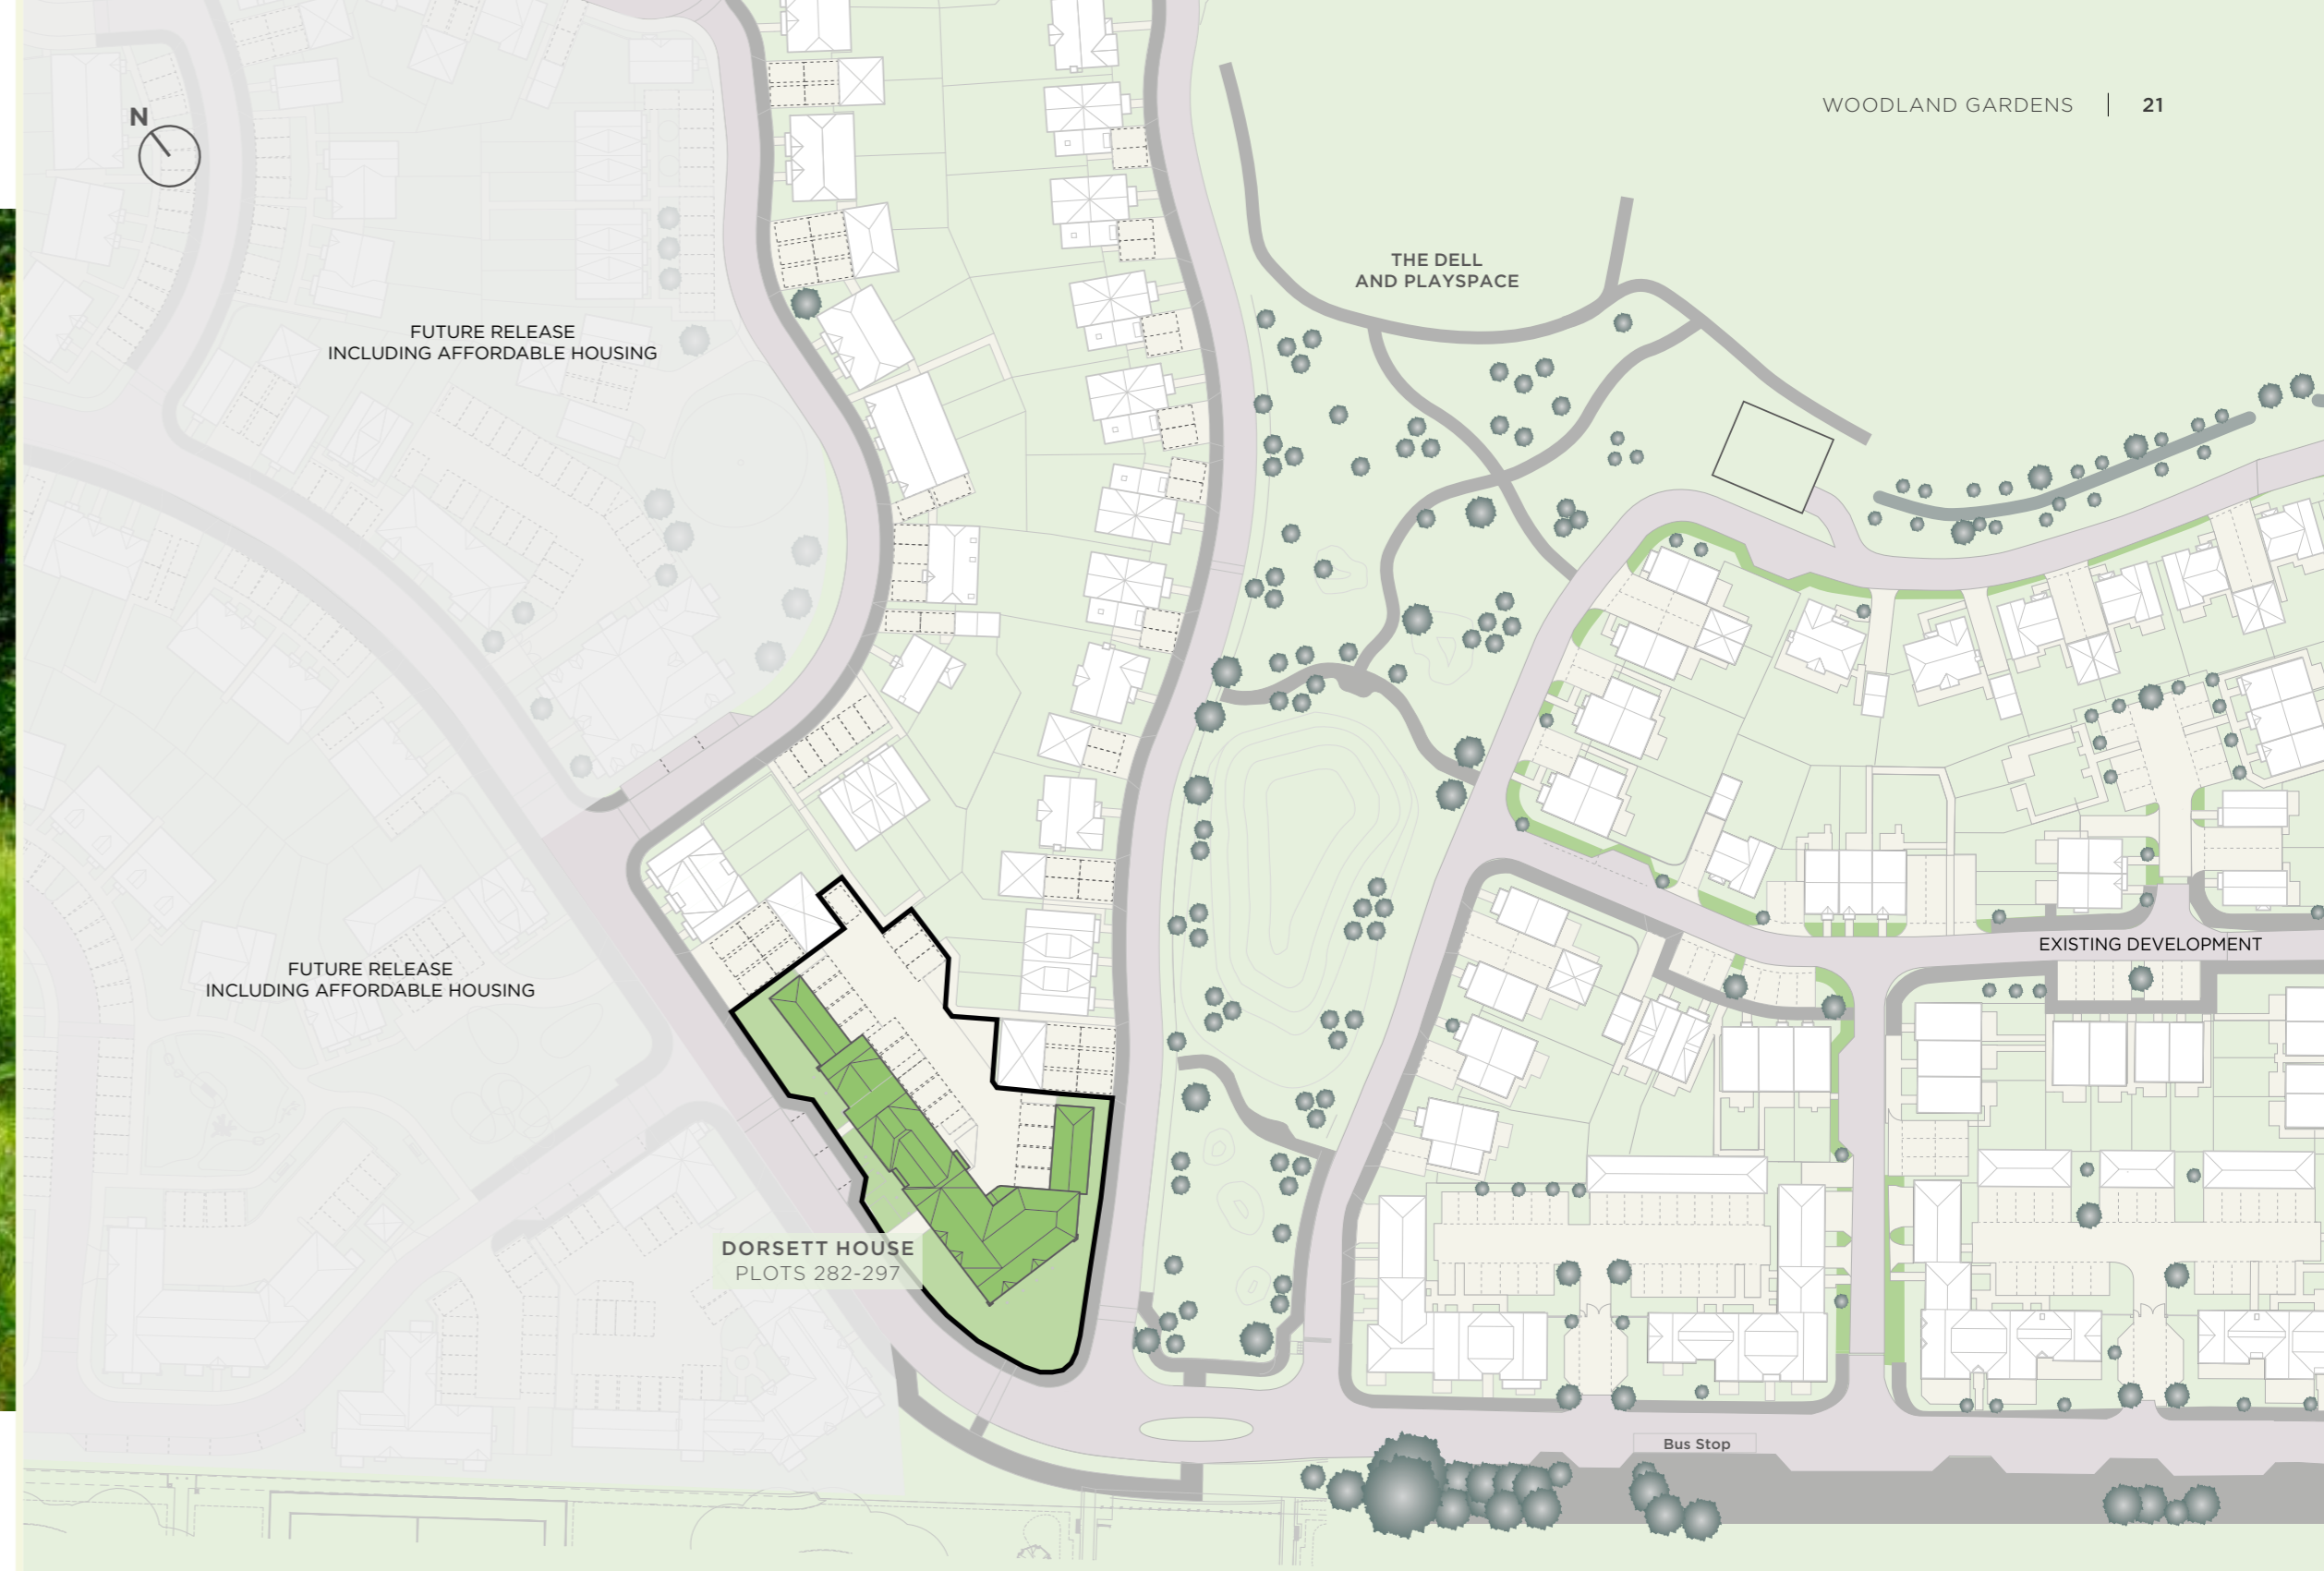 WOODLAND GARDENS | 21
N
THE DELL
AND PLAYSPACE
FUTURE RELEASE
INCLUDING AFFORDABLE HOUSING
EXISTING DEVELOPMENT
FUTURE RELEASE
INCLUDING AFFORDABLE HOUSING
DORSETT HOUSE
PLOTS 282-297
Bus Stop